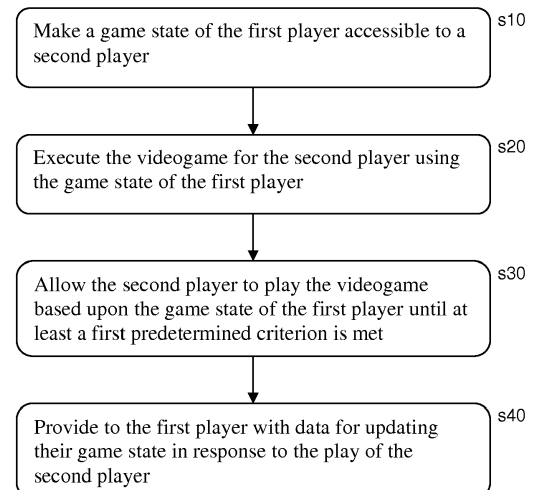 Make a game state of the first player accessible to a
second player
s10
Execute the videogame for the second player using
the game state of the first player
s20
Allow the second player to play the videogame
based upon the game state of the first player until at
least a first predetermined criterion is met
s30
Provide to the first player with data for updating
their game state in response to the play of the
second player
s40